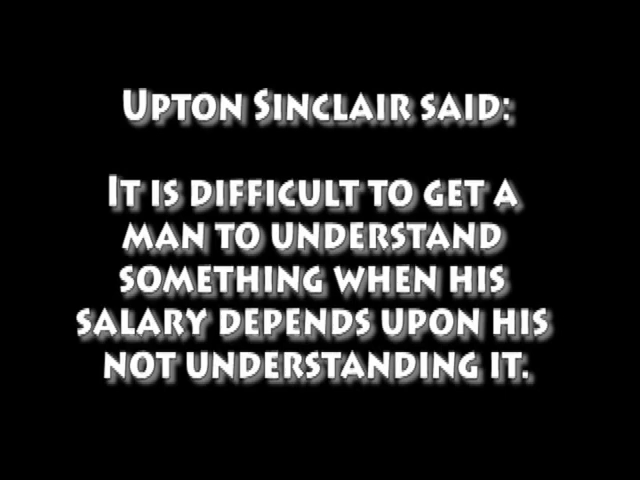 Upton Sinclair said:
It is difficult to get a
man to understand
something when his
salary depends upon his
not understanding it.